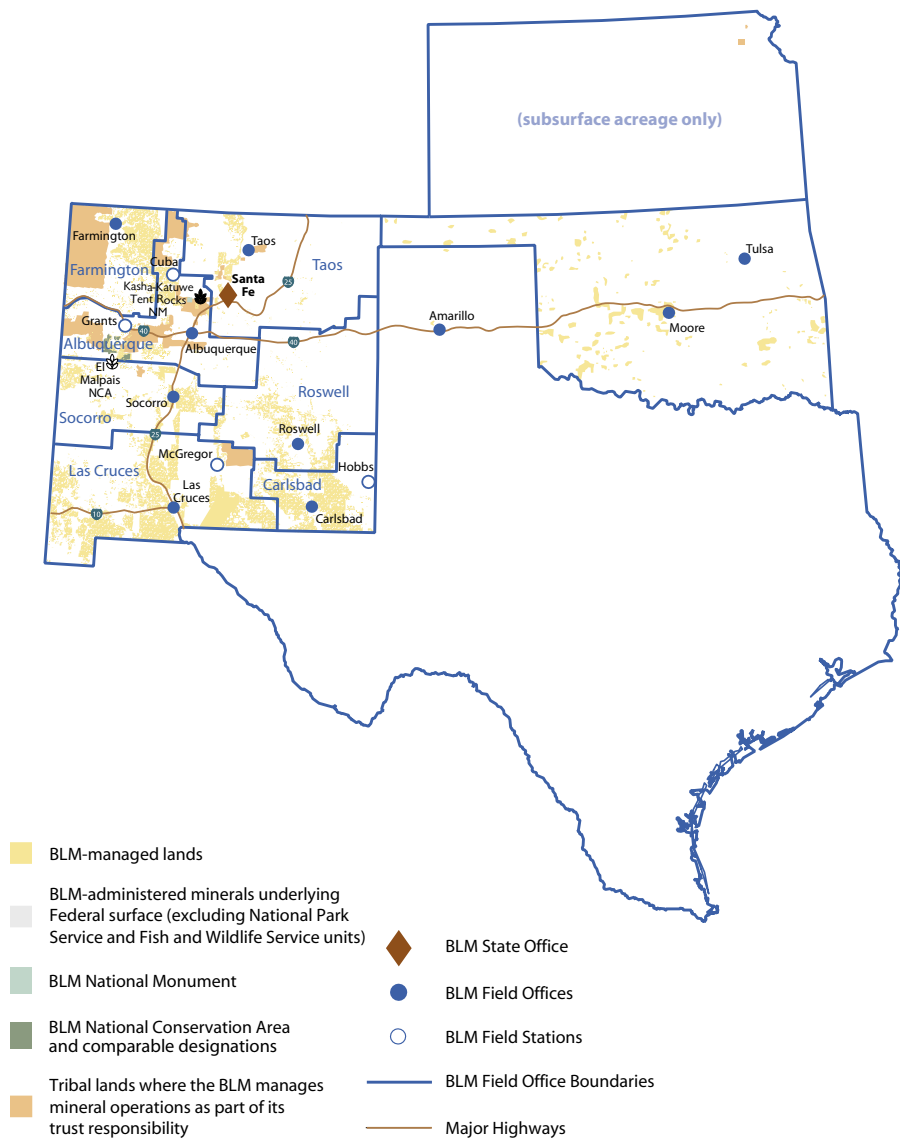 (subsurface acreage only)
Farmington
Taos
Tulsa
Cuba
Farmington
Santa
Fe
Taos
Kasha-Katuwe
Tent Rocks
NM
25
Grants
40
Amarillo
Moore
Albuquerque
Albuquerque
40
El
Malpais
NCA
Socorro
Roswell
Socorro
Roswell
25
McGregor
Hobbs
Las Cruces
Las
Cruces
Carlsbad
10
Carlsbad
BLM-managed lands
BLM-administered minerals underlying
Federal surface (excluding National Park
Service and Fish and Wildlife Service units)
BLM National Monument
BLM National Conservation Area
and comparable designations
Tribal lands where the BLM manages
mineral operations as part of its
trust responsibility
BLM State Office
BLM Field Offices
BLM Field Stations
BLM Field Office Boundaries
Major Highways